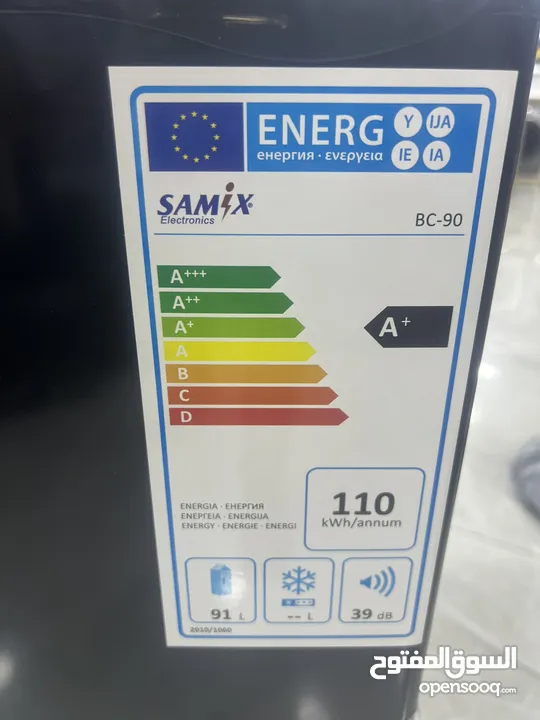 ENERG Y IJA
енергия · ενεργεια IE IA
SAMiX®
Electronics
BC-90
A+++
A++
A+
A
B
C
D
A+
ENERGIA · ЕНЕРГИЯ
ΕΝΕΡΓΕΙΑ · ENERGIJA
ENERGY · ENERGIE · ENERGI
110
kWh/annum
91 L
-- L
39 dB
2010/1060
السوق المفتوح
opensooq.com